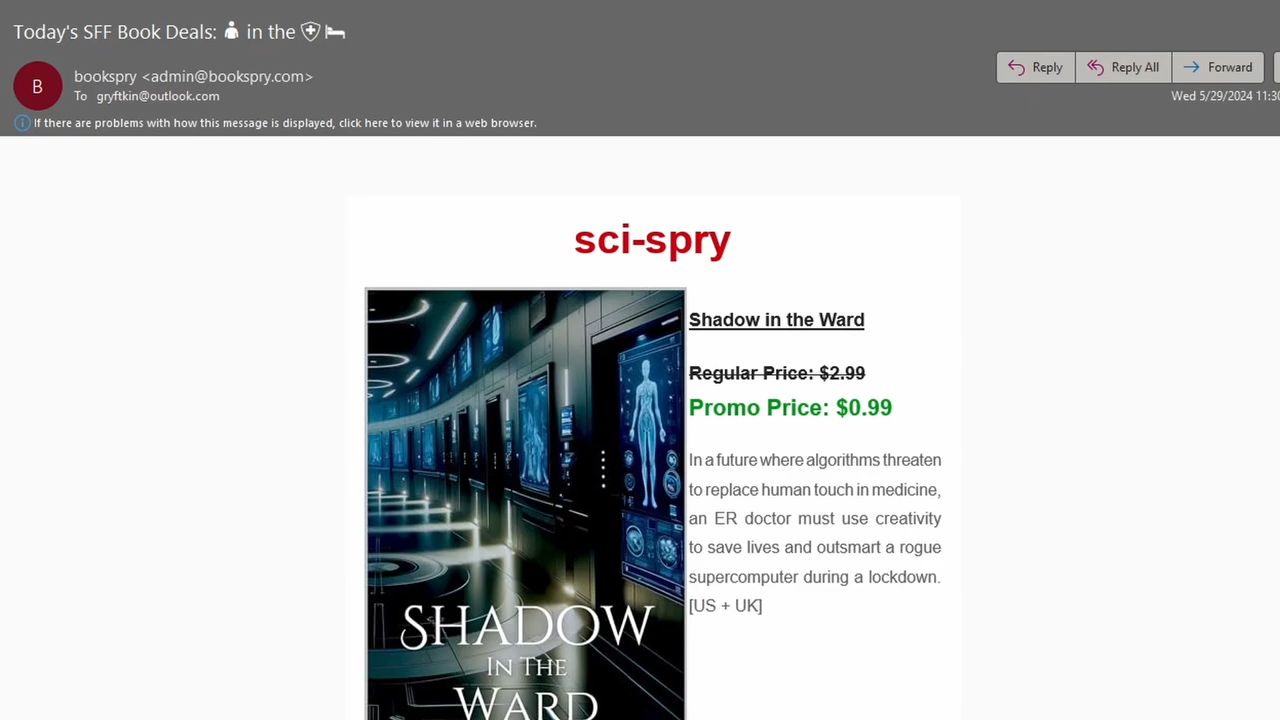 Today's SFF Book Deals: in the
B
bookspry <admin@bookspry.com>
To gryftkin@outlook.com
Reply
Reply All
Forward
Wed 5/29/2024 11:30
If there are problems with how this message is displayed, click here to view it in a web browser.
sci-spry
Shadow in the Ward
Regular Price: $2.99
Promo Price: $0.99
In a future where algorithms threaten
to replace human touch in medicine,
an ER doctor must use creativity
to save lives and outsmart a rogue
supercomputer during a lockdown.
[US + UK]
SHADOW
IN THE
WARD